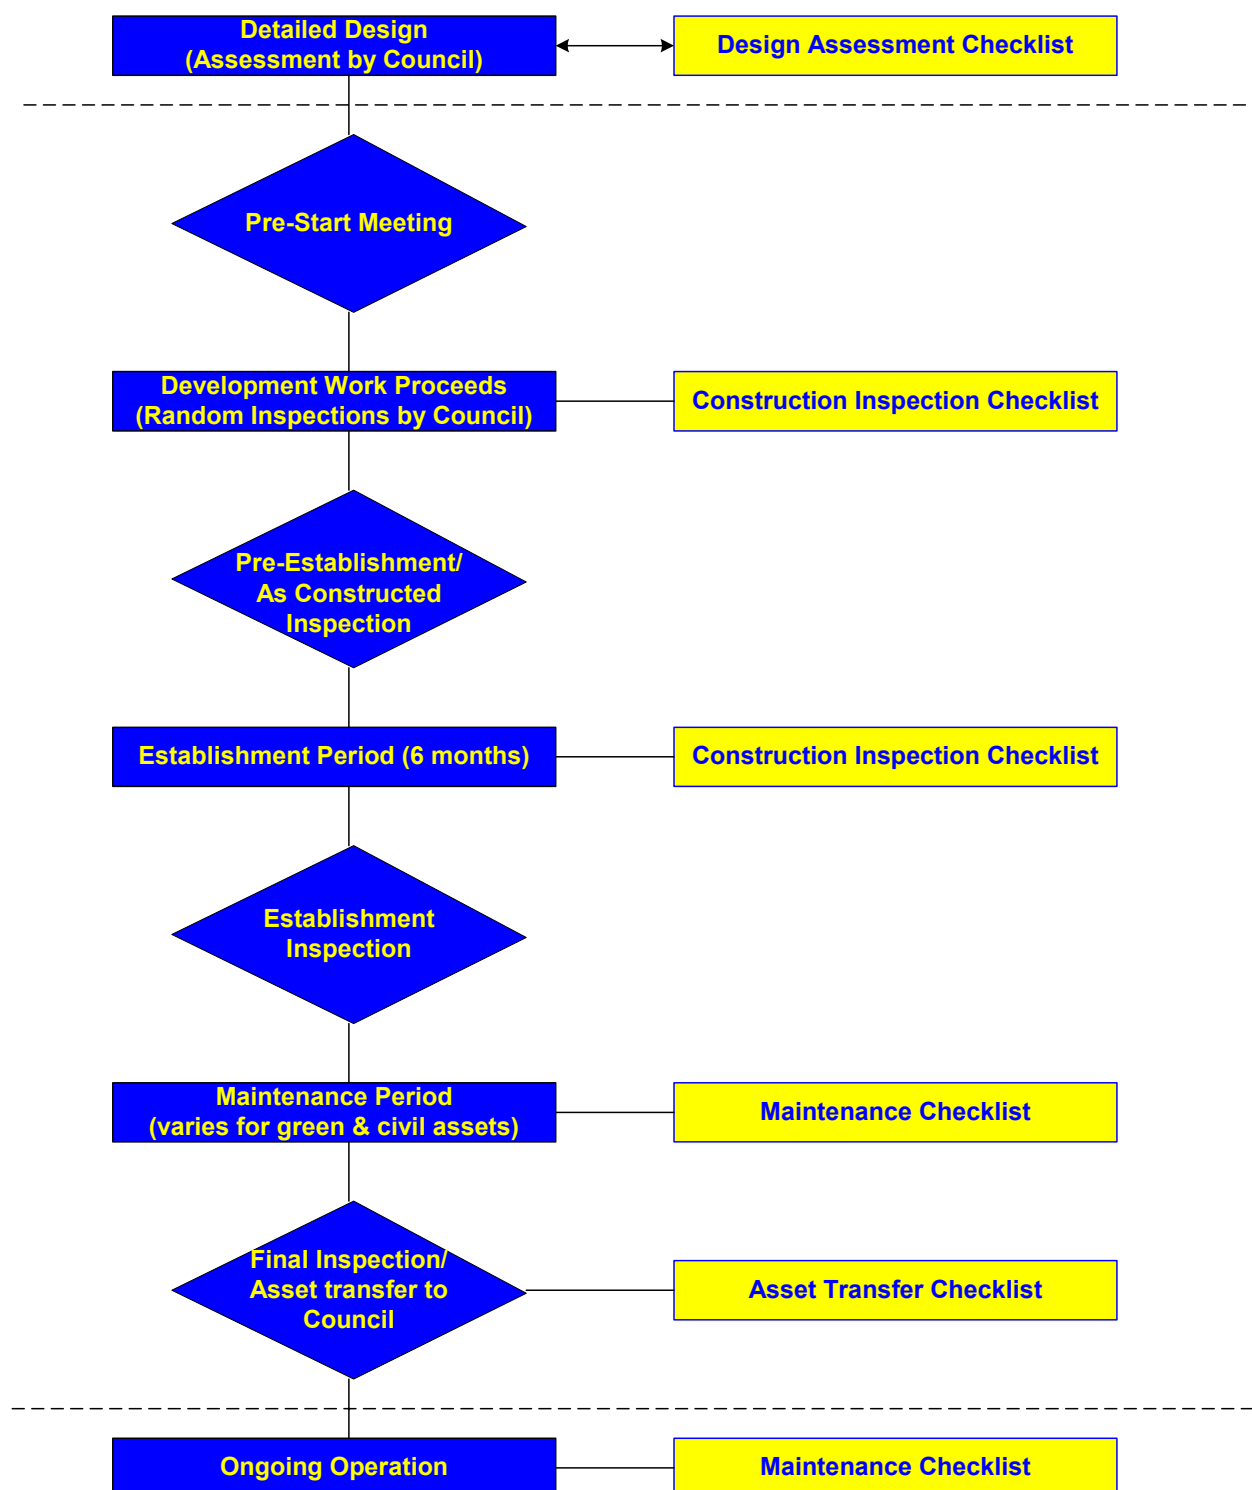 Detailed Design
(Assessment by Council)
Design Assessment Checklist
Pre-Start Meeting
Development Work Proceeds
(Random Inspections by Council)
Construction Inspection Checklist
Pre-Establishment/
As Constructed
Inspection
Establishment Period (6 months)
Construction Inspection Checklist
Establishment
Inspection
Maintenance Period
(varies for green & civil assets)
Maintenance Checklist
Final Inspection/
Asset transfer to
Council
Asset Transfer Checklist
Ongoing Operation
Maintenance Checklist